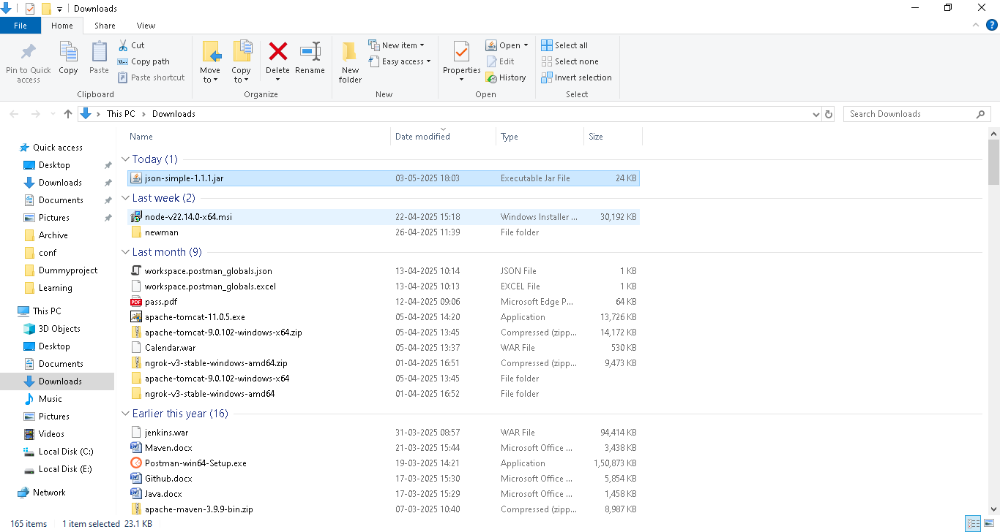 Downloads
File Home Share View
Pin to Quick access
Copy
Paste
Cut
Copy path
Paste shortcut
Clipboard
Move to
Copy to
Delete
Rename
Organize
New folder
New item
Easy access
New
Properties
Open
Edit
History
Open
Select all
Select none
Invert selection
Select
This PC > Downloads
Search Downloads
Quick access
Desktop
Downloads
Documents
Pictures
Archive
conf
Dummyproject
Learning
This PC
3D Objects
Desktop
Documents
Downloads
Music
Pictures
Videos
Local Disk (C:)
Local Disk (E:)
Network
Name Date modified Type Size
Today (1)
json-simple-1.1.1.jar 03-05-2025 18:03 Executable Jar File 24 KB
Last week (2)
node-v22.14.0-x64.msi 22-04-2025 15:18 Windows Installer ... 30,192 KB
newman 26-04-2025 11:39 File folder
Last month (9)
workspace.postman_globals.json 13-04-2025 10:14 JSON File 1 KB
workspace.postman_globals.excel 13-04-2025 10:13 EXCEL File 1 KB
PDF pass.pdf 12-04-2025 09:06 Microsoft Edge P... 64 KB
apache-tomcat-11.0.5.exe 05-04-2025 14:20 Application 13,726 KB
apache-tomcat-9.0.102-windows-x64.zip 05-04-2025 13:45 Compressed (zipp... 14,172 KB
Calendar.war 05-04-2025 13:37 WAR File 530 KB
ngrok-v3-stable-windows-amd64.zip 01-04-2025 16:51 Compressed (zipp... 9,473 KB
apache-tomcat-9.0.102-windows-x64 05-04-2025 13:45 File folder
ngrok-v3-stable-windows-amd64 01-04-2025 16:52 File folder
Earlier this year (16)
jenkins.war 31-03-2025 08:57 WAR File 94,414 KB
Maven.docx 21-03-2025 15:44 Microsoft Office ... 3,438 KB
Postman-win64-Setup.exe 19-03-2025 14:21 Application 1,50,873 KB
Github.docx 17-03-2025 15:30 Microsoft Office ... 5,854 KB
Java.docx 17-03-2025 15:29 Microsoft Office ... 1,458 KB
apache-maven-3.9.9-bin.zip 07-03-2025 10:40 Compressed (zipp... 8,987 KB
165 items 1 item selected 23.1 KB